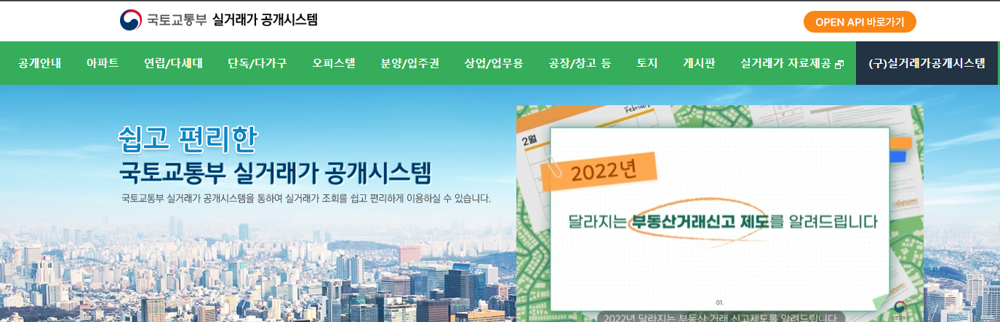 국토교통부 실거래가 공개시스템
OPEN API 바로가기
공개안내 아파트 연립/다세대 단독/다가구 오피스텔 분양/입주권 상업/업무용 공장/창고 등 토지 게시판 실거래가 자료제공 (구)실거래가공개시스템
쉽고 편리한
국토교통부 실거래가 공개시스템
국토교통부 실거래가 공개시스템을 통하여 실거래가 조회를 쉽고 편리하게 이용하실 수 있습니다.
February
2월
2022년
달라지는 부동산거래신고 제도를 알려드립니다
01.
국토교통부
2022년 달라지는 부동산 거래 신고제도를 알려드립니다